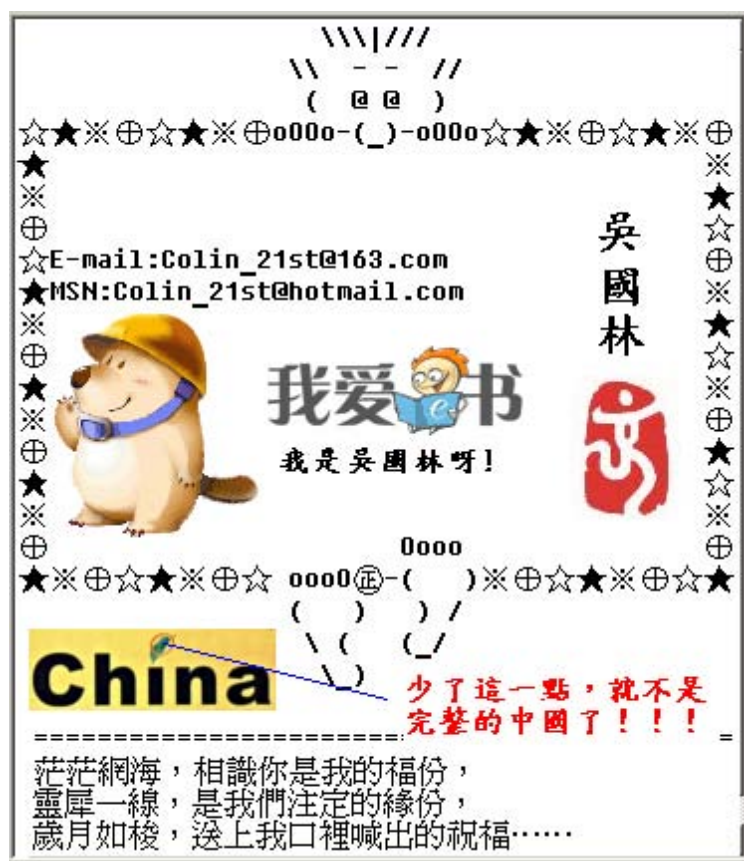 \\\|///
\\ - - //
( @ @ )
☆★※⊕☆★※⊕oOOo-(_)-oOOo☆★※⊕☆★※⊕
E-mail:Colin_21st@163.com
MSN:Colin_21st@hotmail.com
吳國林
我爱e书
我是吳國林呀!
Oooo
★※⊕☆★※⊕☆ oooO㊣-( )※⊕☆★※⊕☆★
( ) ) /
\ ( (_/
\_)
China
少了這一點，就不是
完整的中國了！！！
茫茫網海，相識你是我的福份，
靈犀一線，是我們注定的緣份，
歲月如梭，送上我口裡喊出的祝福……